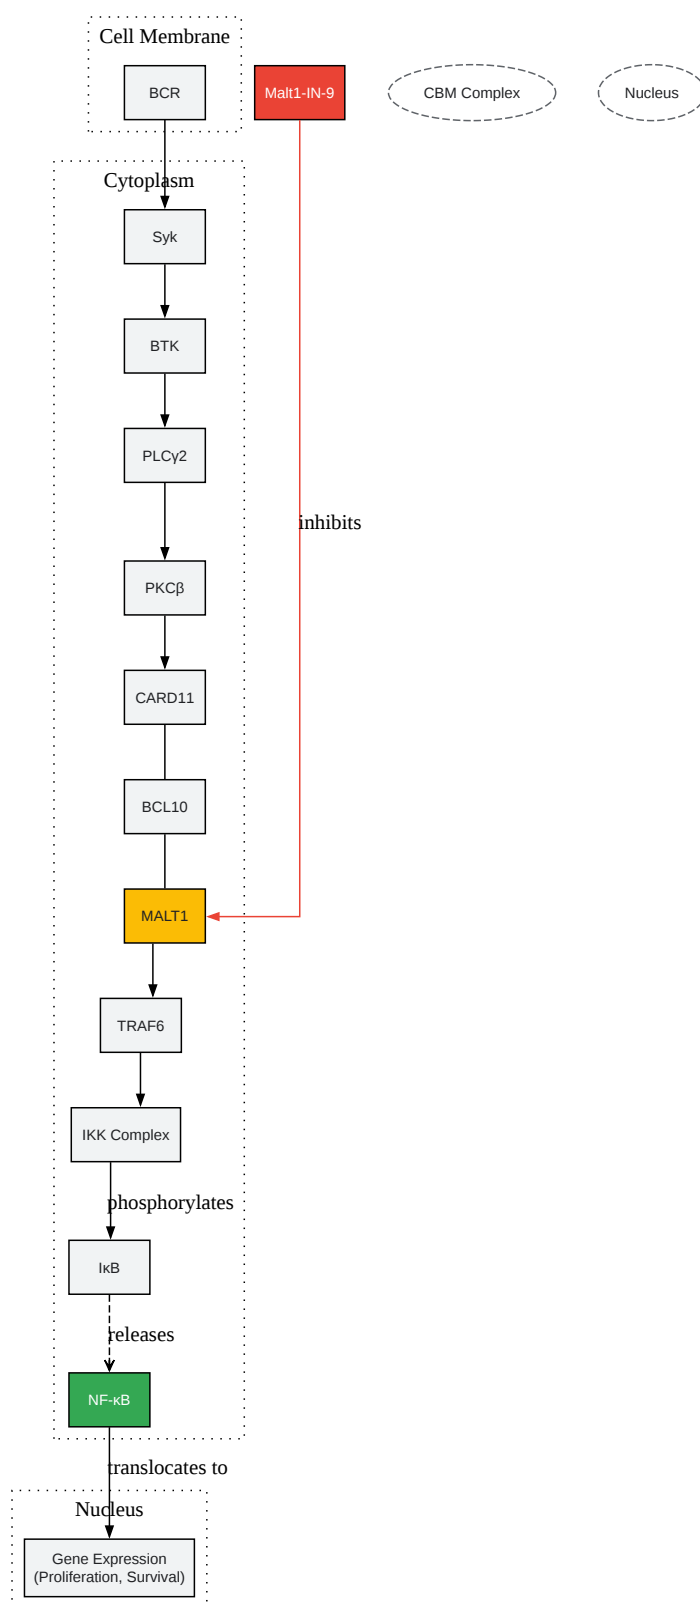 Cell Membrane
BCR
Malt1-IN-9
CBM Complex
Nucleus
Cytoplasm
Syk
BTK
PLCγ2
inhibits
PKCβ
CARD11
BCL10
MALT1
TRAF6
IKK Complex
phosphorylates
IκB
releases
NF-κB
translocates to
Nucleus
Gene Expression
(Proliferation, Survival)